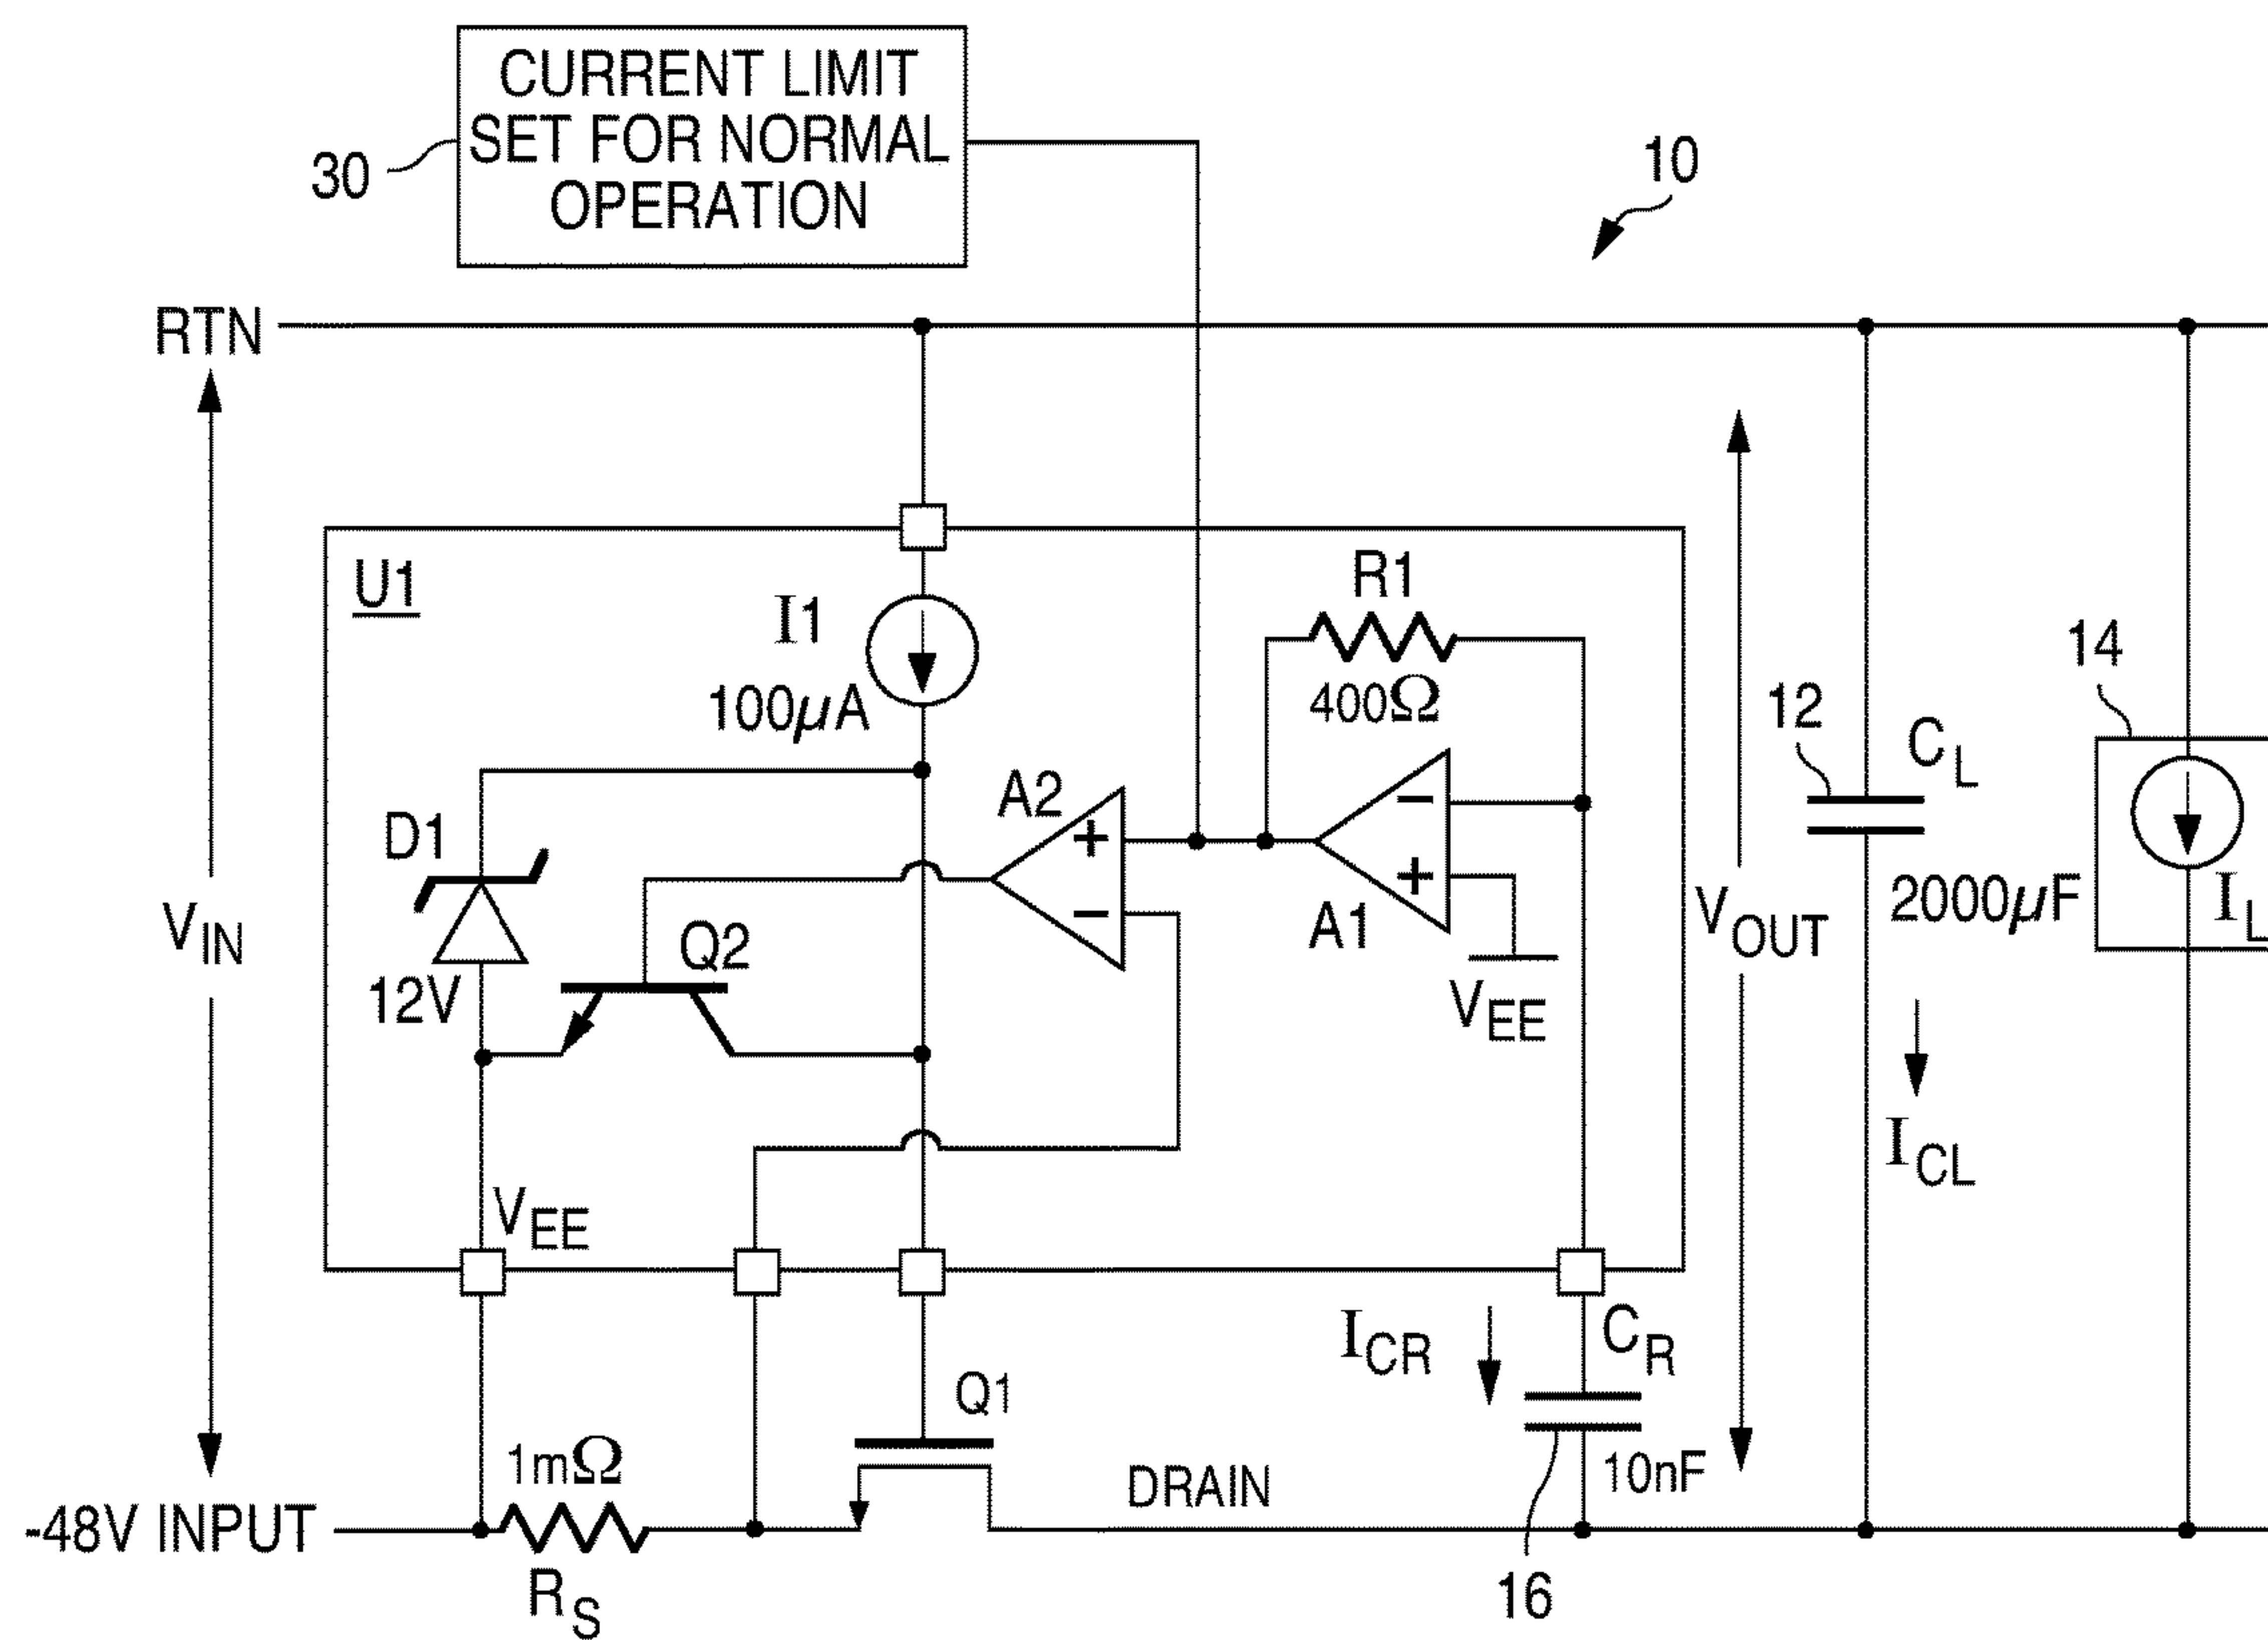 CURRENT LIMIT
SET FOR NORMAL
OPERATION
30
10
RTN
U1
I1
100µA
R1
400Ω
14
12
CL
2000µF
IL
A2
+
−
A1
−
+
D1
12V
Q2
VIN
VOUT
VEE
ICL
VEE
ICR
CR
Q1
10nF
1mΩ
DRAIN
-48V INPUT
RS
16